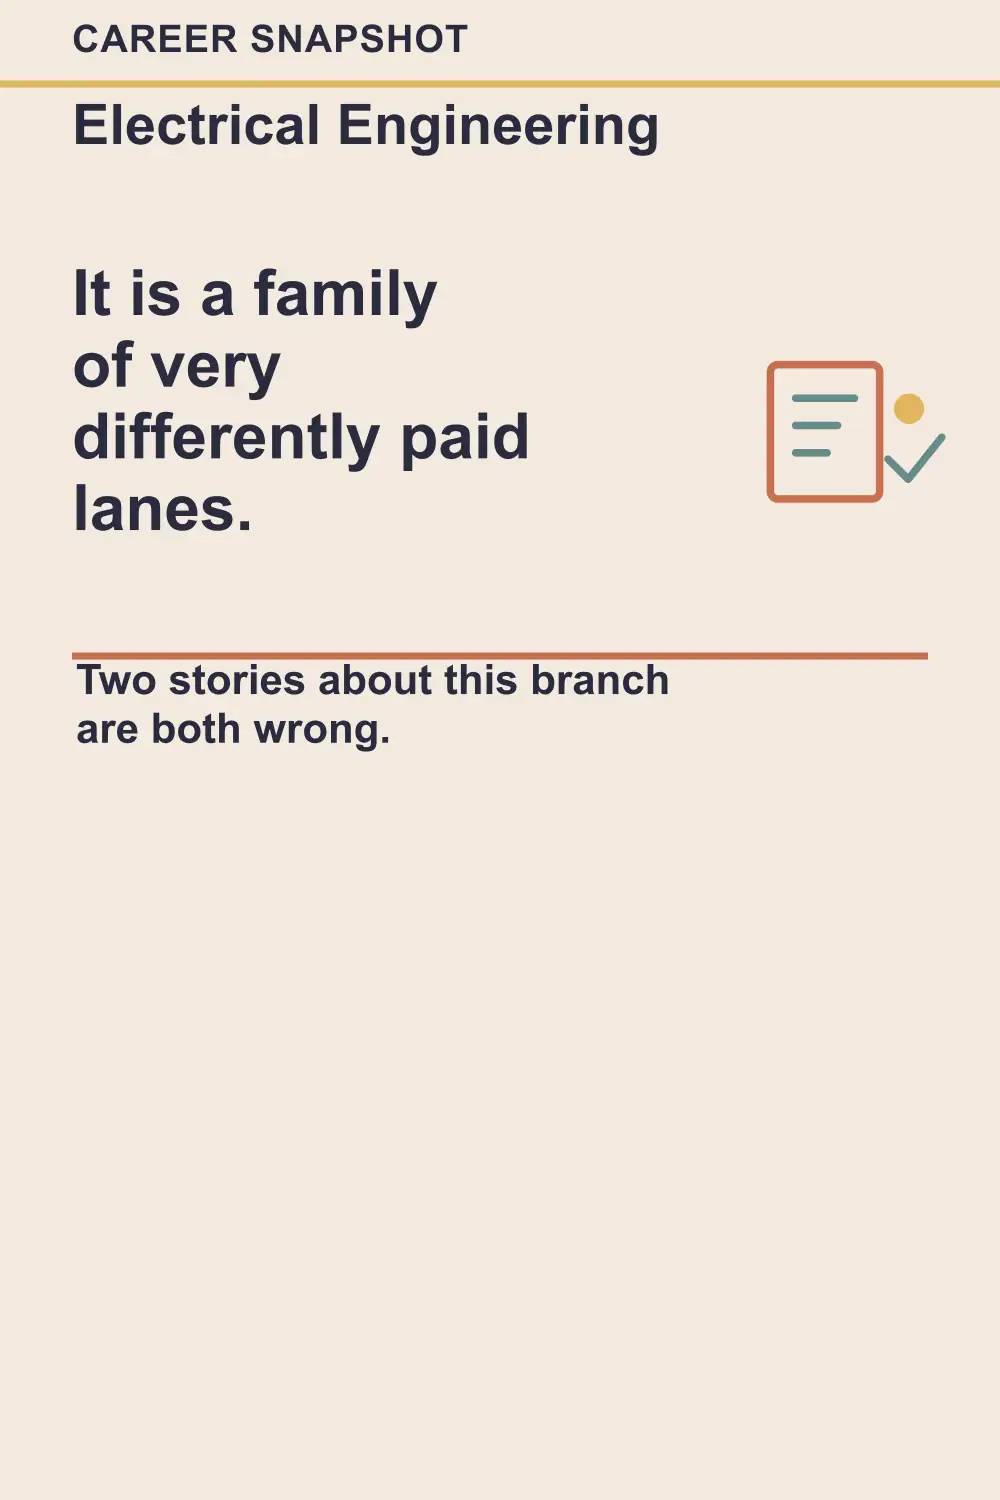 CAREER SNAPSHOT
Electrical Engineering
It is a family
of very
differently paid
lanes.
Two stories about this branch
are both wrong.